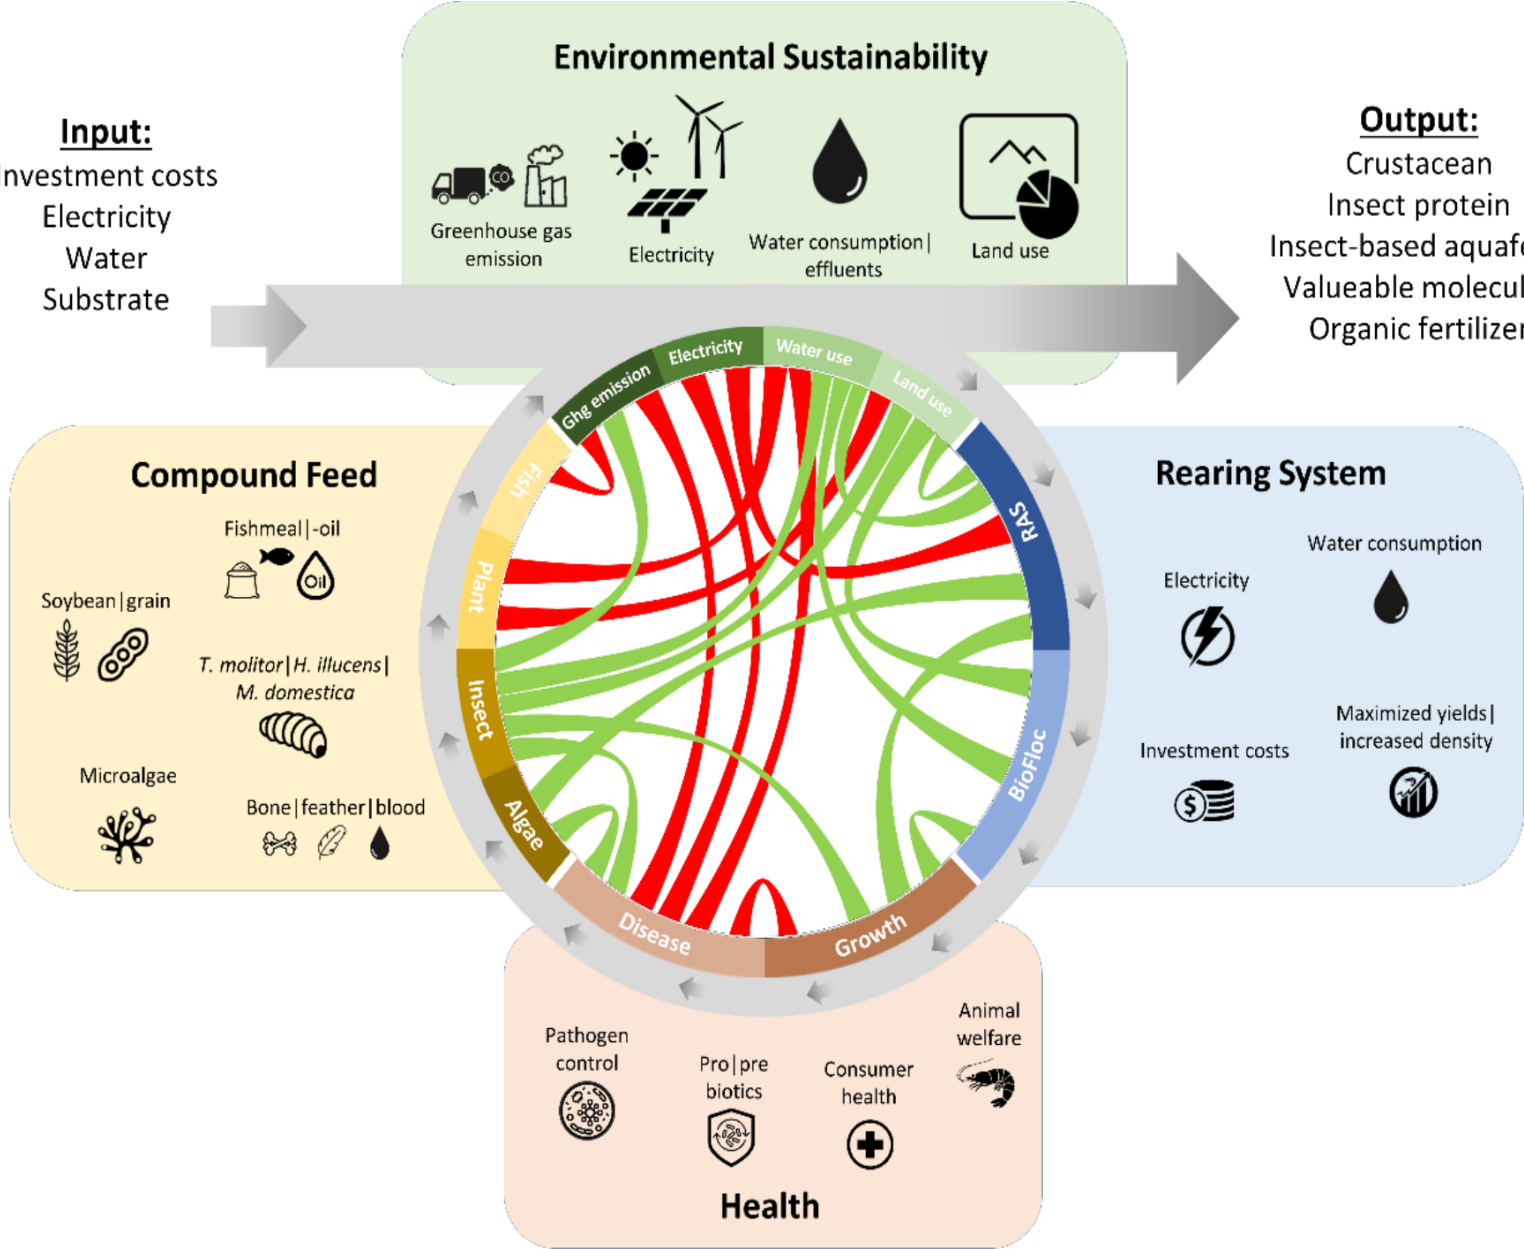 Environmental Sustainability
Greenhouse gas
emission
CO
Electricity
Water consumption|
effluents
Land use
Input:
Investment costs
Electricity
Water
Substrate
Output:
Crustacean
Insect protein
Insect-based aquafe
Valueable molecul
Organic fertilizer
Compound Feed
Fishmeal|-oil
Oil
Soybean|grain
T. molitor|H. illucens|
M. domestica
Microalgae
Bone|feather|blood
Ghg emission
Electricity
Water use
Land use
RAS
BioFloc
Growth
Disease
Algae
Insect
Plant
Fish
Rearing System
Water consumption
Electricity
Maximized yields|
increased density
Investment costs
$
Pathogen
control
Pro|pre
biotics
Consumer
health
Animal
welfare
Health